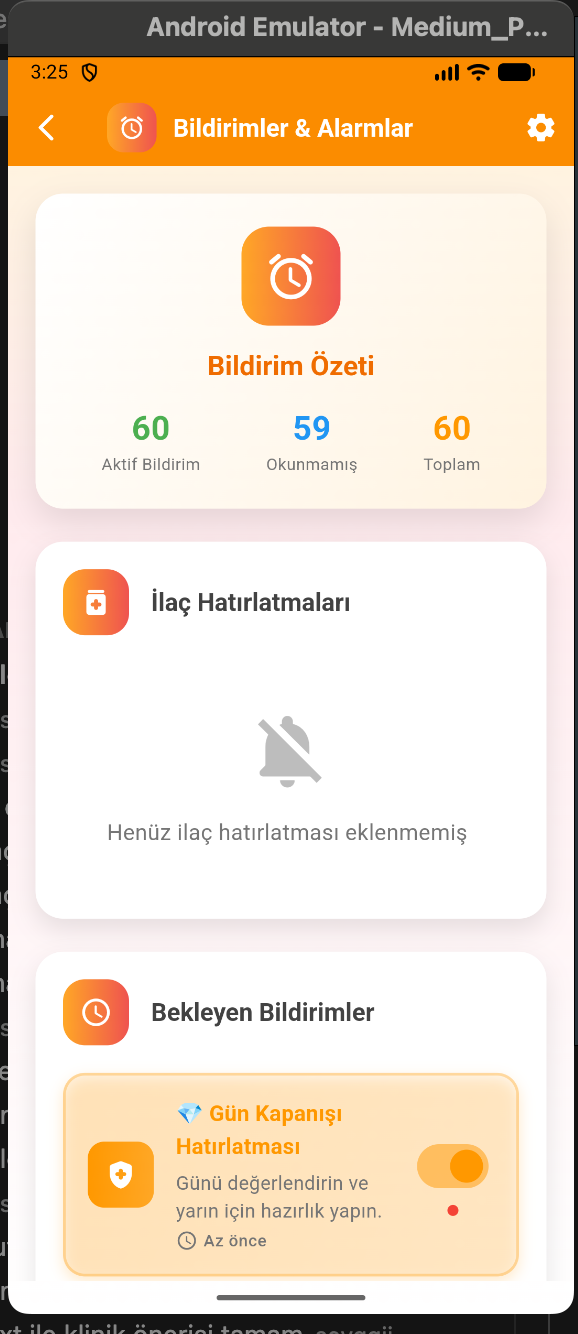 Android Emulator - Medium_P...
3:25
Bildirimler & Alarmlar
Bildirim Özeti
60 59 60
Aktif Bildirim Okunmamış Toplam
İlaç Hatırlatmaları
Henüz ilaç hatırlatması eklenmemiş
Bekleyen Bildirimler
💎 Gün Kapanışı
Hatırlatması
Günü değerlendirin ve
yarın için hazırlık yapın.
Az önce